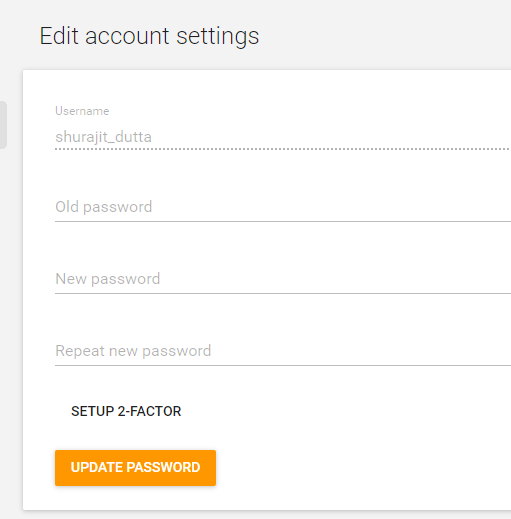 Edit account settings
Username
shurajit_dutta
Old password
New password
Repeat new password
SETUP 2-FACTOR
UPDATE PASSWORD